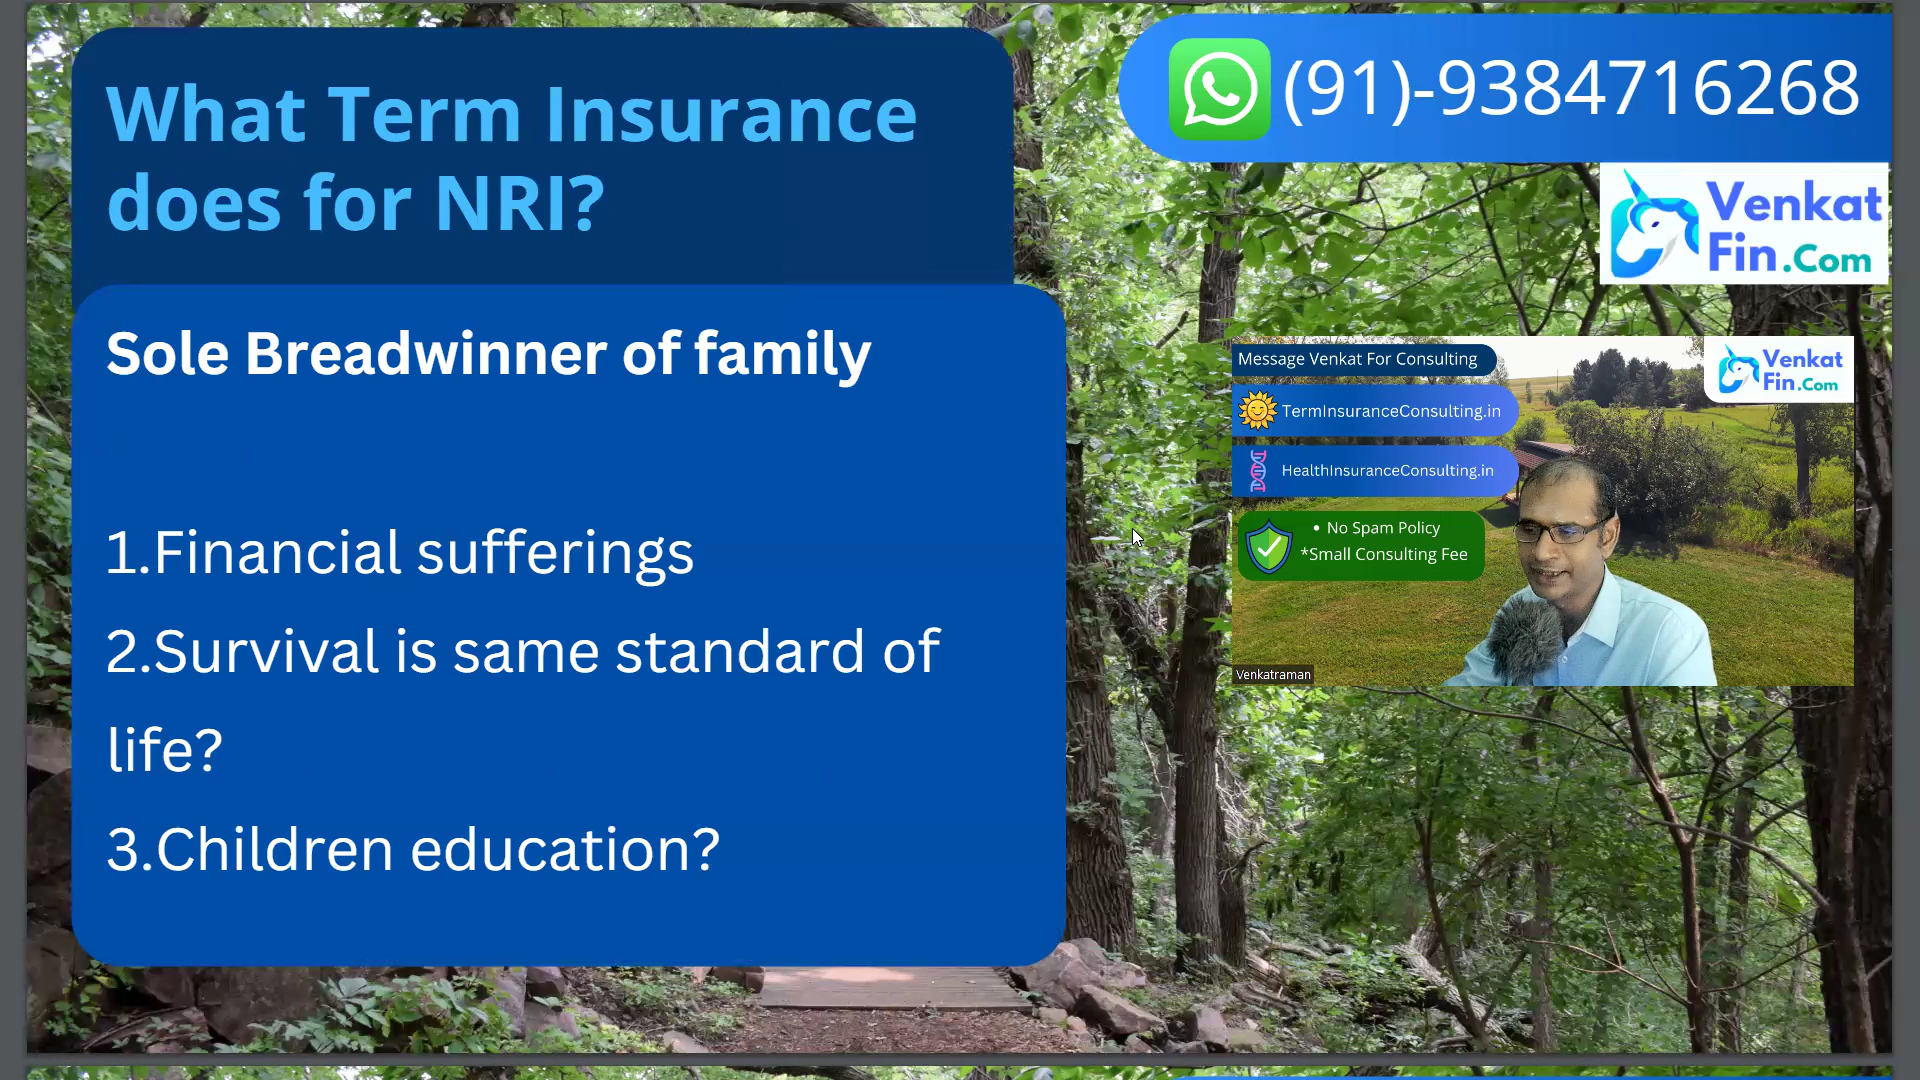 What Term Insurance
does for NRI?
Sole Breadwinner of family
1.Financial sufferings
2.Survival is same standard of
life?
3.Children education?
(91)-9384716268
Venkat
Fin.Com
Message Venkat For Consulting
TermInsuranceConsulting.in
HealthInsuranceConsulting.in
• No Spam Policy
*Small Consulting Fee
Venkat
Fin.Com
Venkatraman